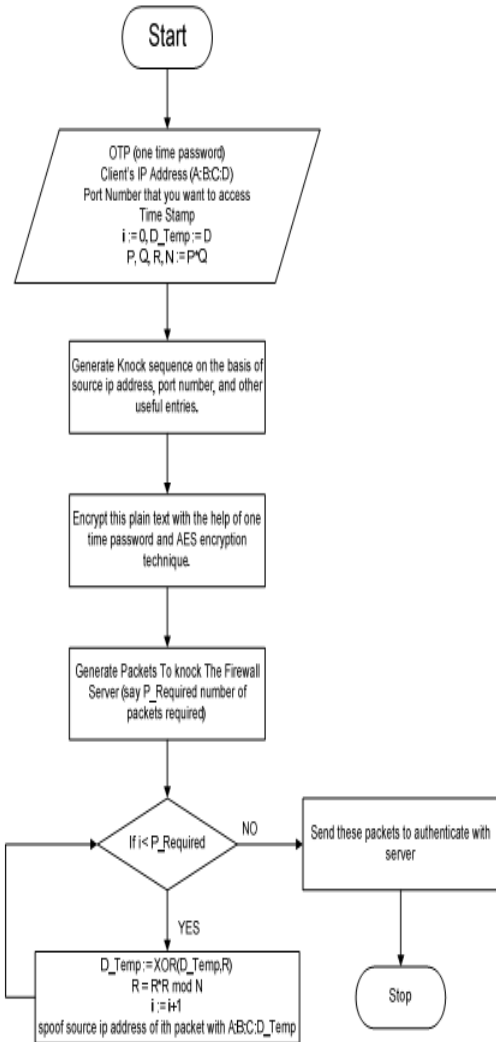 Start
OTP (one time password)
Client's IP Address (A:B:C:D)
Port Number that you want to access
Time Stamp
i := 0, D_Temp := D
P, Q, R, N := P*Q
Generate Knock sequence on the basis of
source ip address, port number, and other
useful entries.
Encrypt this plain text with the help of one
time password and AES encryption
technique.
Generate Packets To knock The Firewall
Server (say P_Required number of
packets required)
If i< P_Required
NO
Send these packets to authenticate with
server
YES
D_Temp := XOR(D_Temp,R)
R = R*R mod N
i := i+1
spoof source ip address of ith packet with A:B:C:D_Temp
Stop